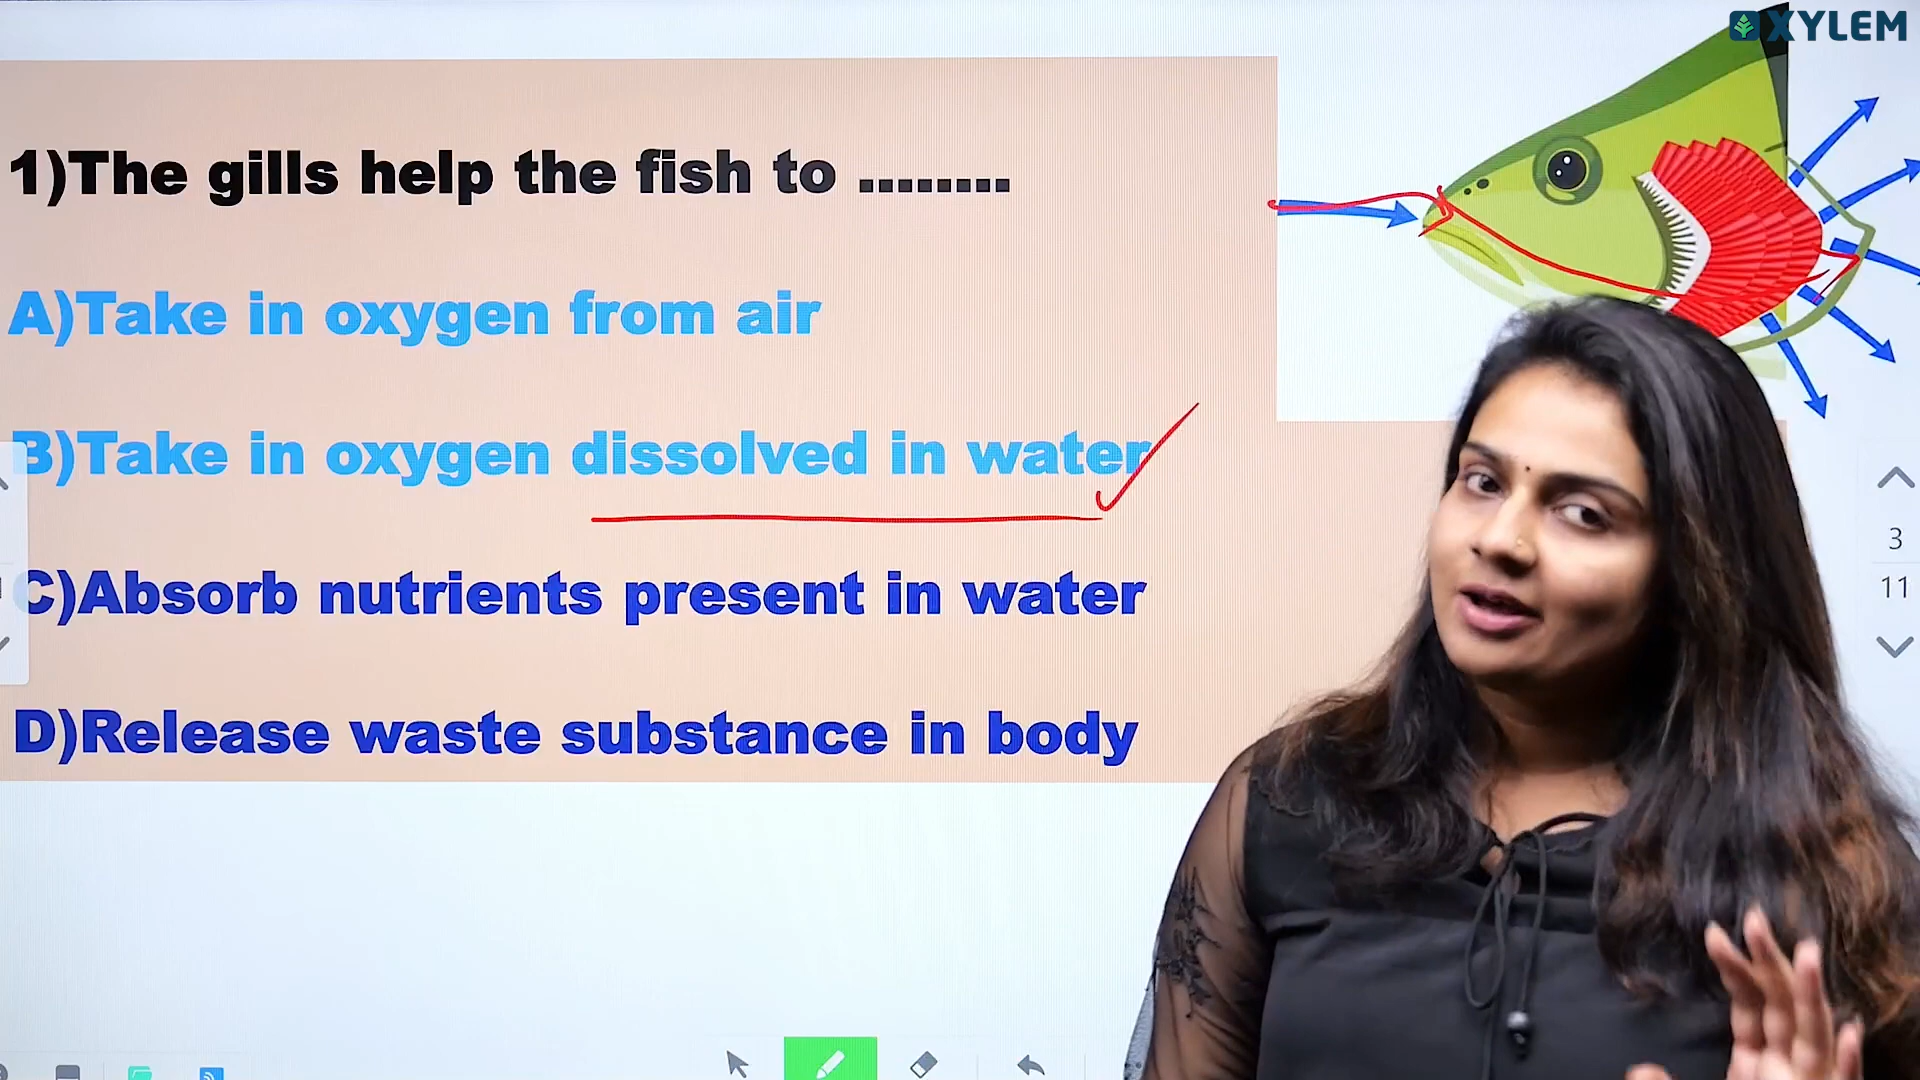 XYLEM
1)The gills help the fish to ........
A)Take in oxygen from air
B)Take in oxygen dissolved in water
C)Absorb nutrients present in water
D)Release waste substance in body
3
11